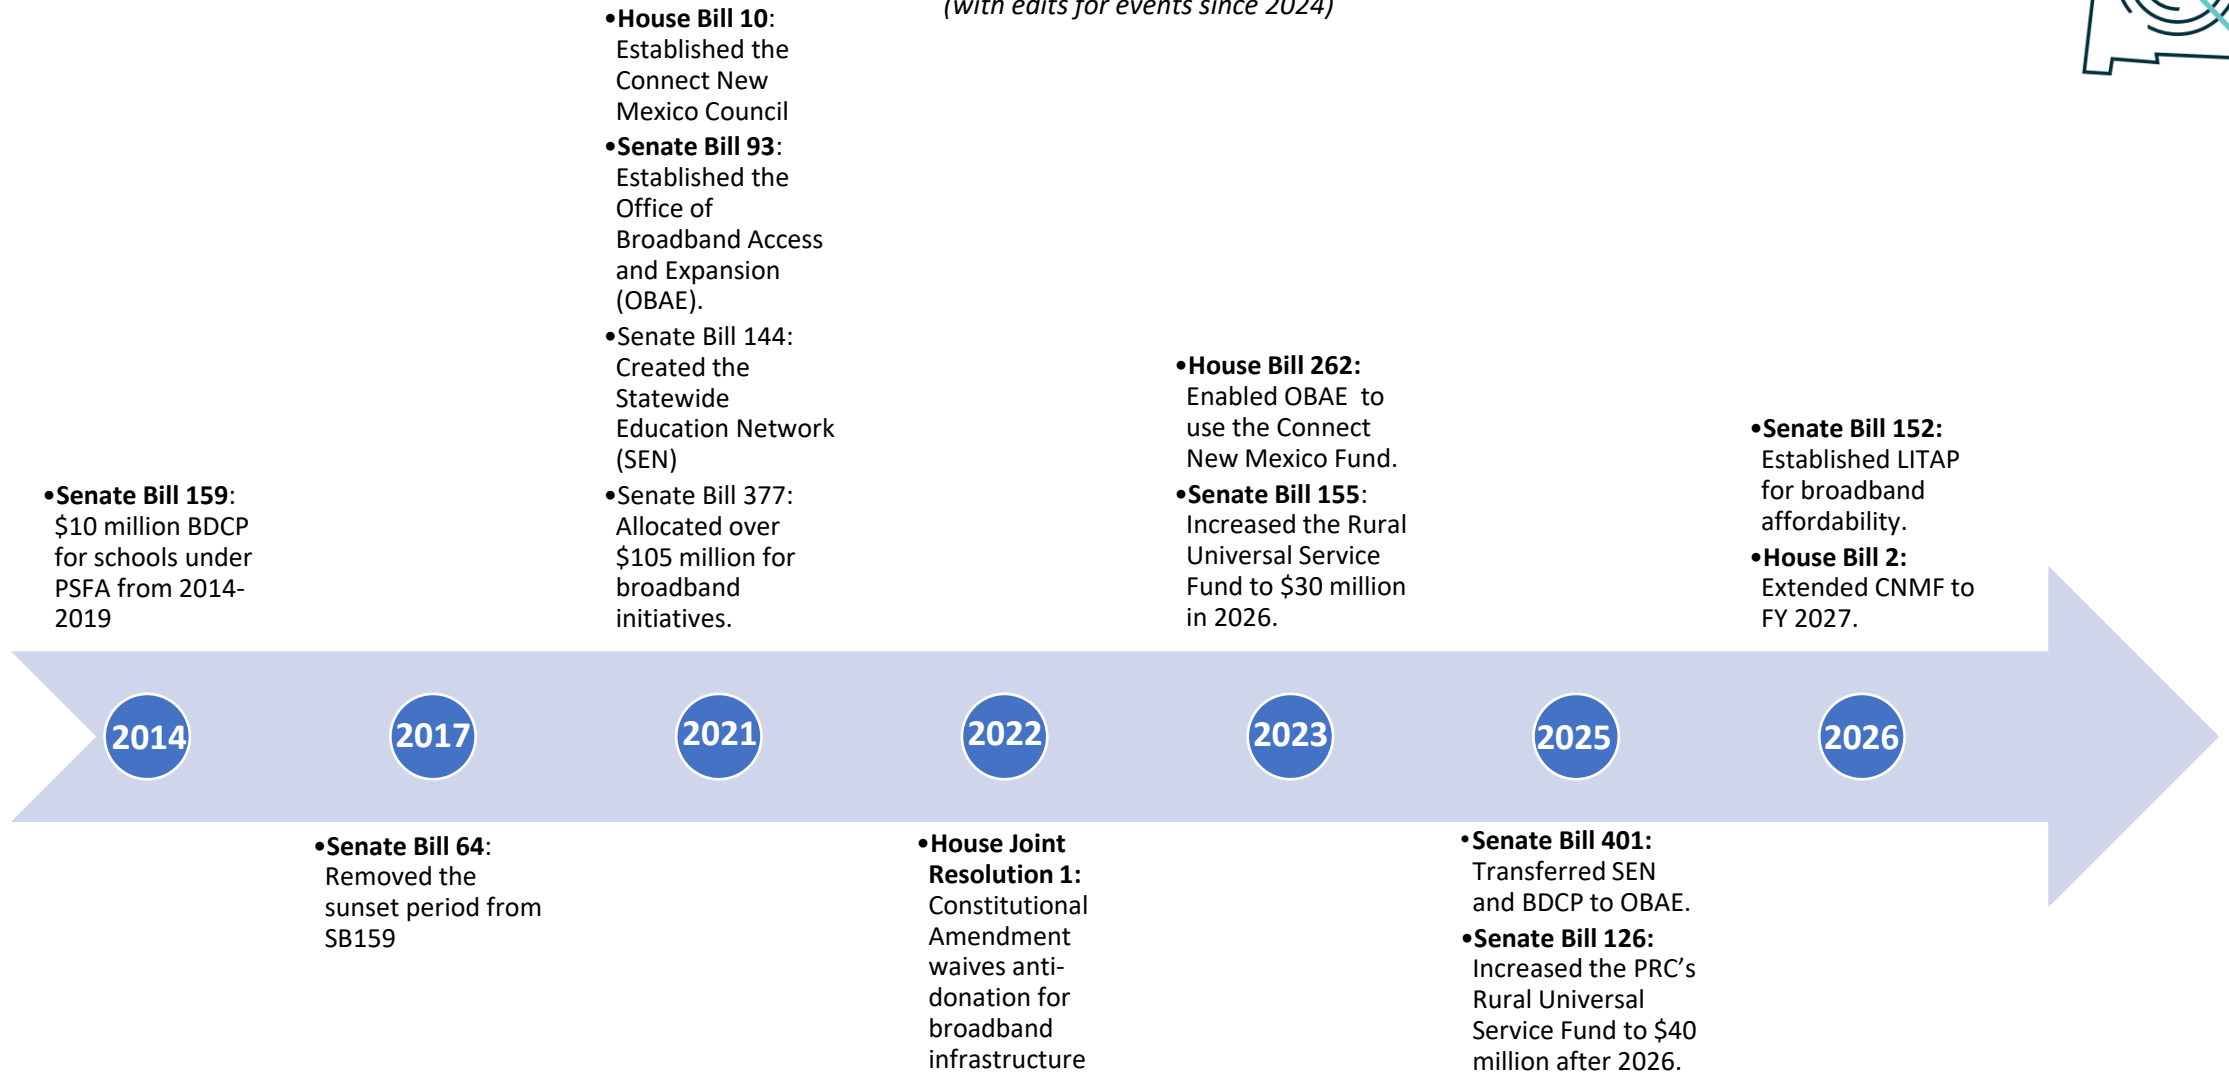 (with edits for events since 2024)
•House Bill 10:
Established the
Connect New
Mexico Council
•Senate Bill 93:
Established the
Office of
Broadband Access
and Expansion
(OBAE).
•Senate Bill 144:
Created the
Statewide
Education Network
(SEN)
•Senate Bill 377:
Allocated over
$105 million for
broadband
initiatives.
•House Bill 262:
Enabled OBAE  to
use the Connect
New Mexico Fund.
•Senate Bill 155:
Increased the Rural
Universal Service
Fund to $30 million
in 2026.
•Senate Bill 152:
Established LITAP
for broadband
affordability.
•House Bill 2:
Extended CNMF to
FY 2027.
•Senate Bill 159:
$10 million BDCP
for schools under
PSFA from 2014-
2019
2014
2017
2021
2022
2023
2025
2026
•Senate Bill 64:
Removed the
sunset period from
SB159
•House Joint
Resolution 1:
Constitutional
Amendment
waives anti-
donation for
broadband
infrastructure
•Senate Bill 401:
Transferred SEN
and BDCP to OBAE.
•Senate Bill 126:
Increased the PRC’s
Rural Universal
Service Fund to $40
million after 2026.